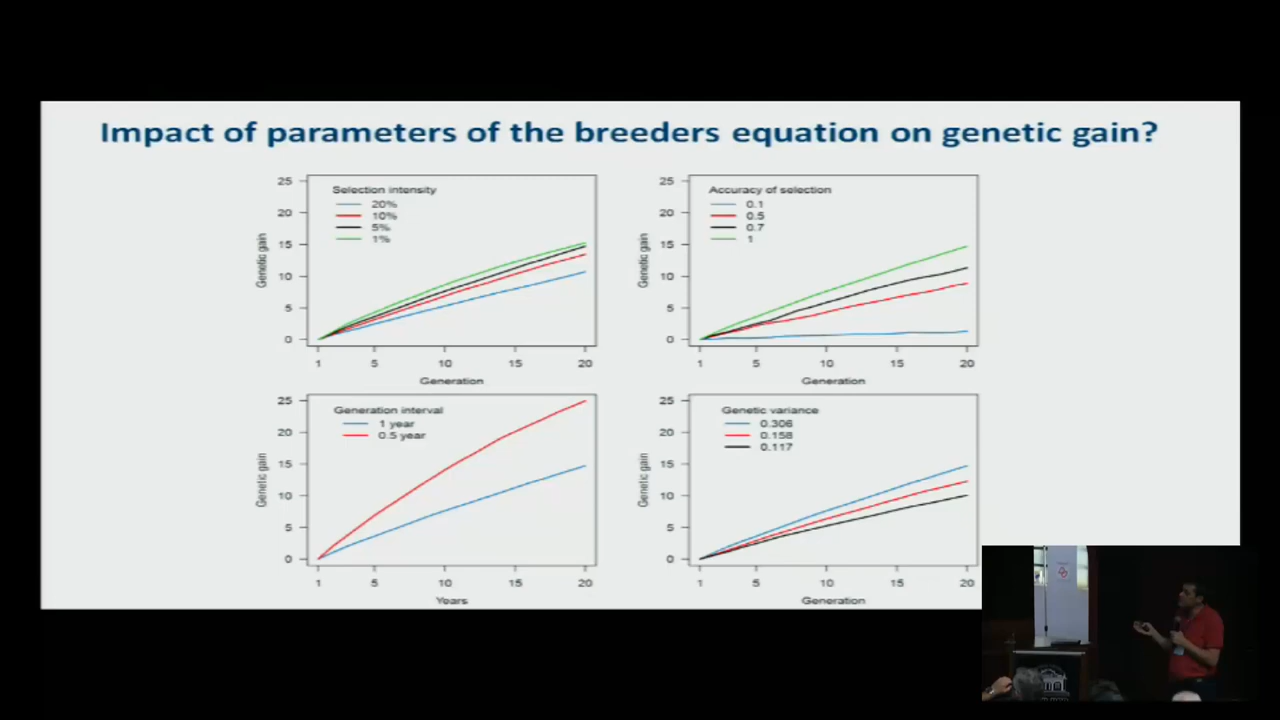 Impact of parameters of the breeders equation on genetic gain?
Selection intensity
20%
10%
5%
1%
Genetic gain
25
20
15
10
5
0
1 5 10 15 20
Generation
Accuracy of selection
0.1
0.5
0.7
1
Genetic gain
25
20
15
10
5
0
1 5 10 15 20
Generation
Generation interval
1 year
0.5 year
Genetic gain
25
20
15
10
5
0
1 5 10 15 20
Years
Genetic variance
0.306
0.158
0.117
Genetic gain
25
20
15
10
5
0
1 5 10 15 20
Generation